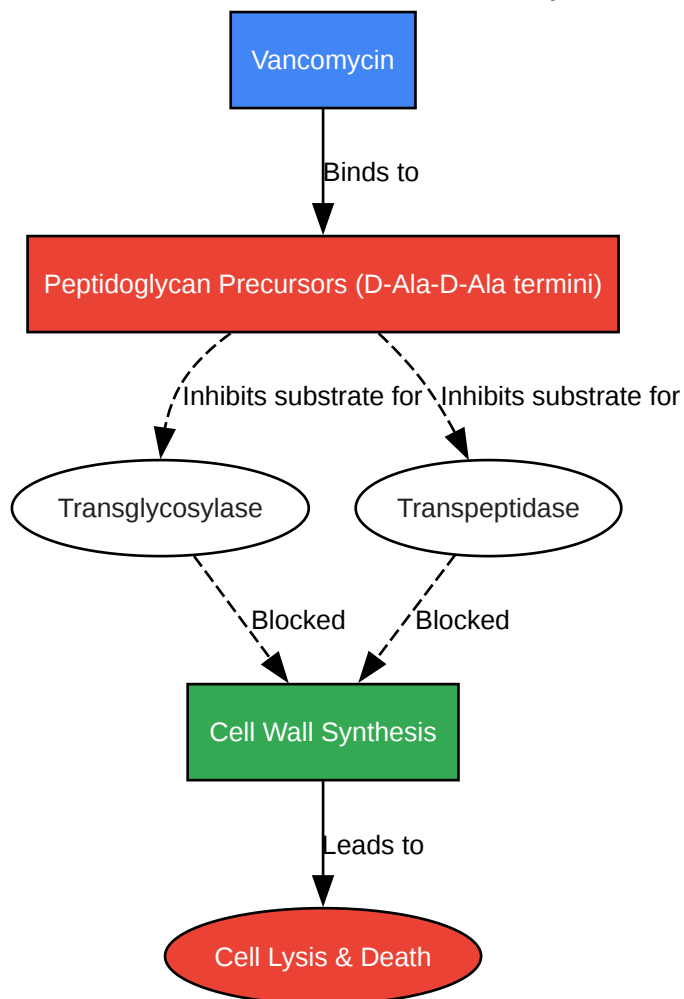 Vancomycin
Binds to
Peptidoglycan Precursors (D-Ala-D-Ala termini)
Inhibits substrate for
Inhibits substrate for
Transglycosylase
Transpeptidase
Blocked
Blocked
Cell Wall Synthesis
Leads to
Cell Lysis & Death